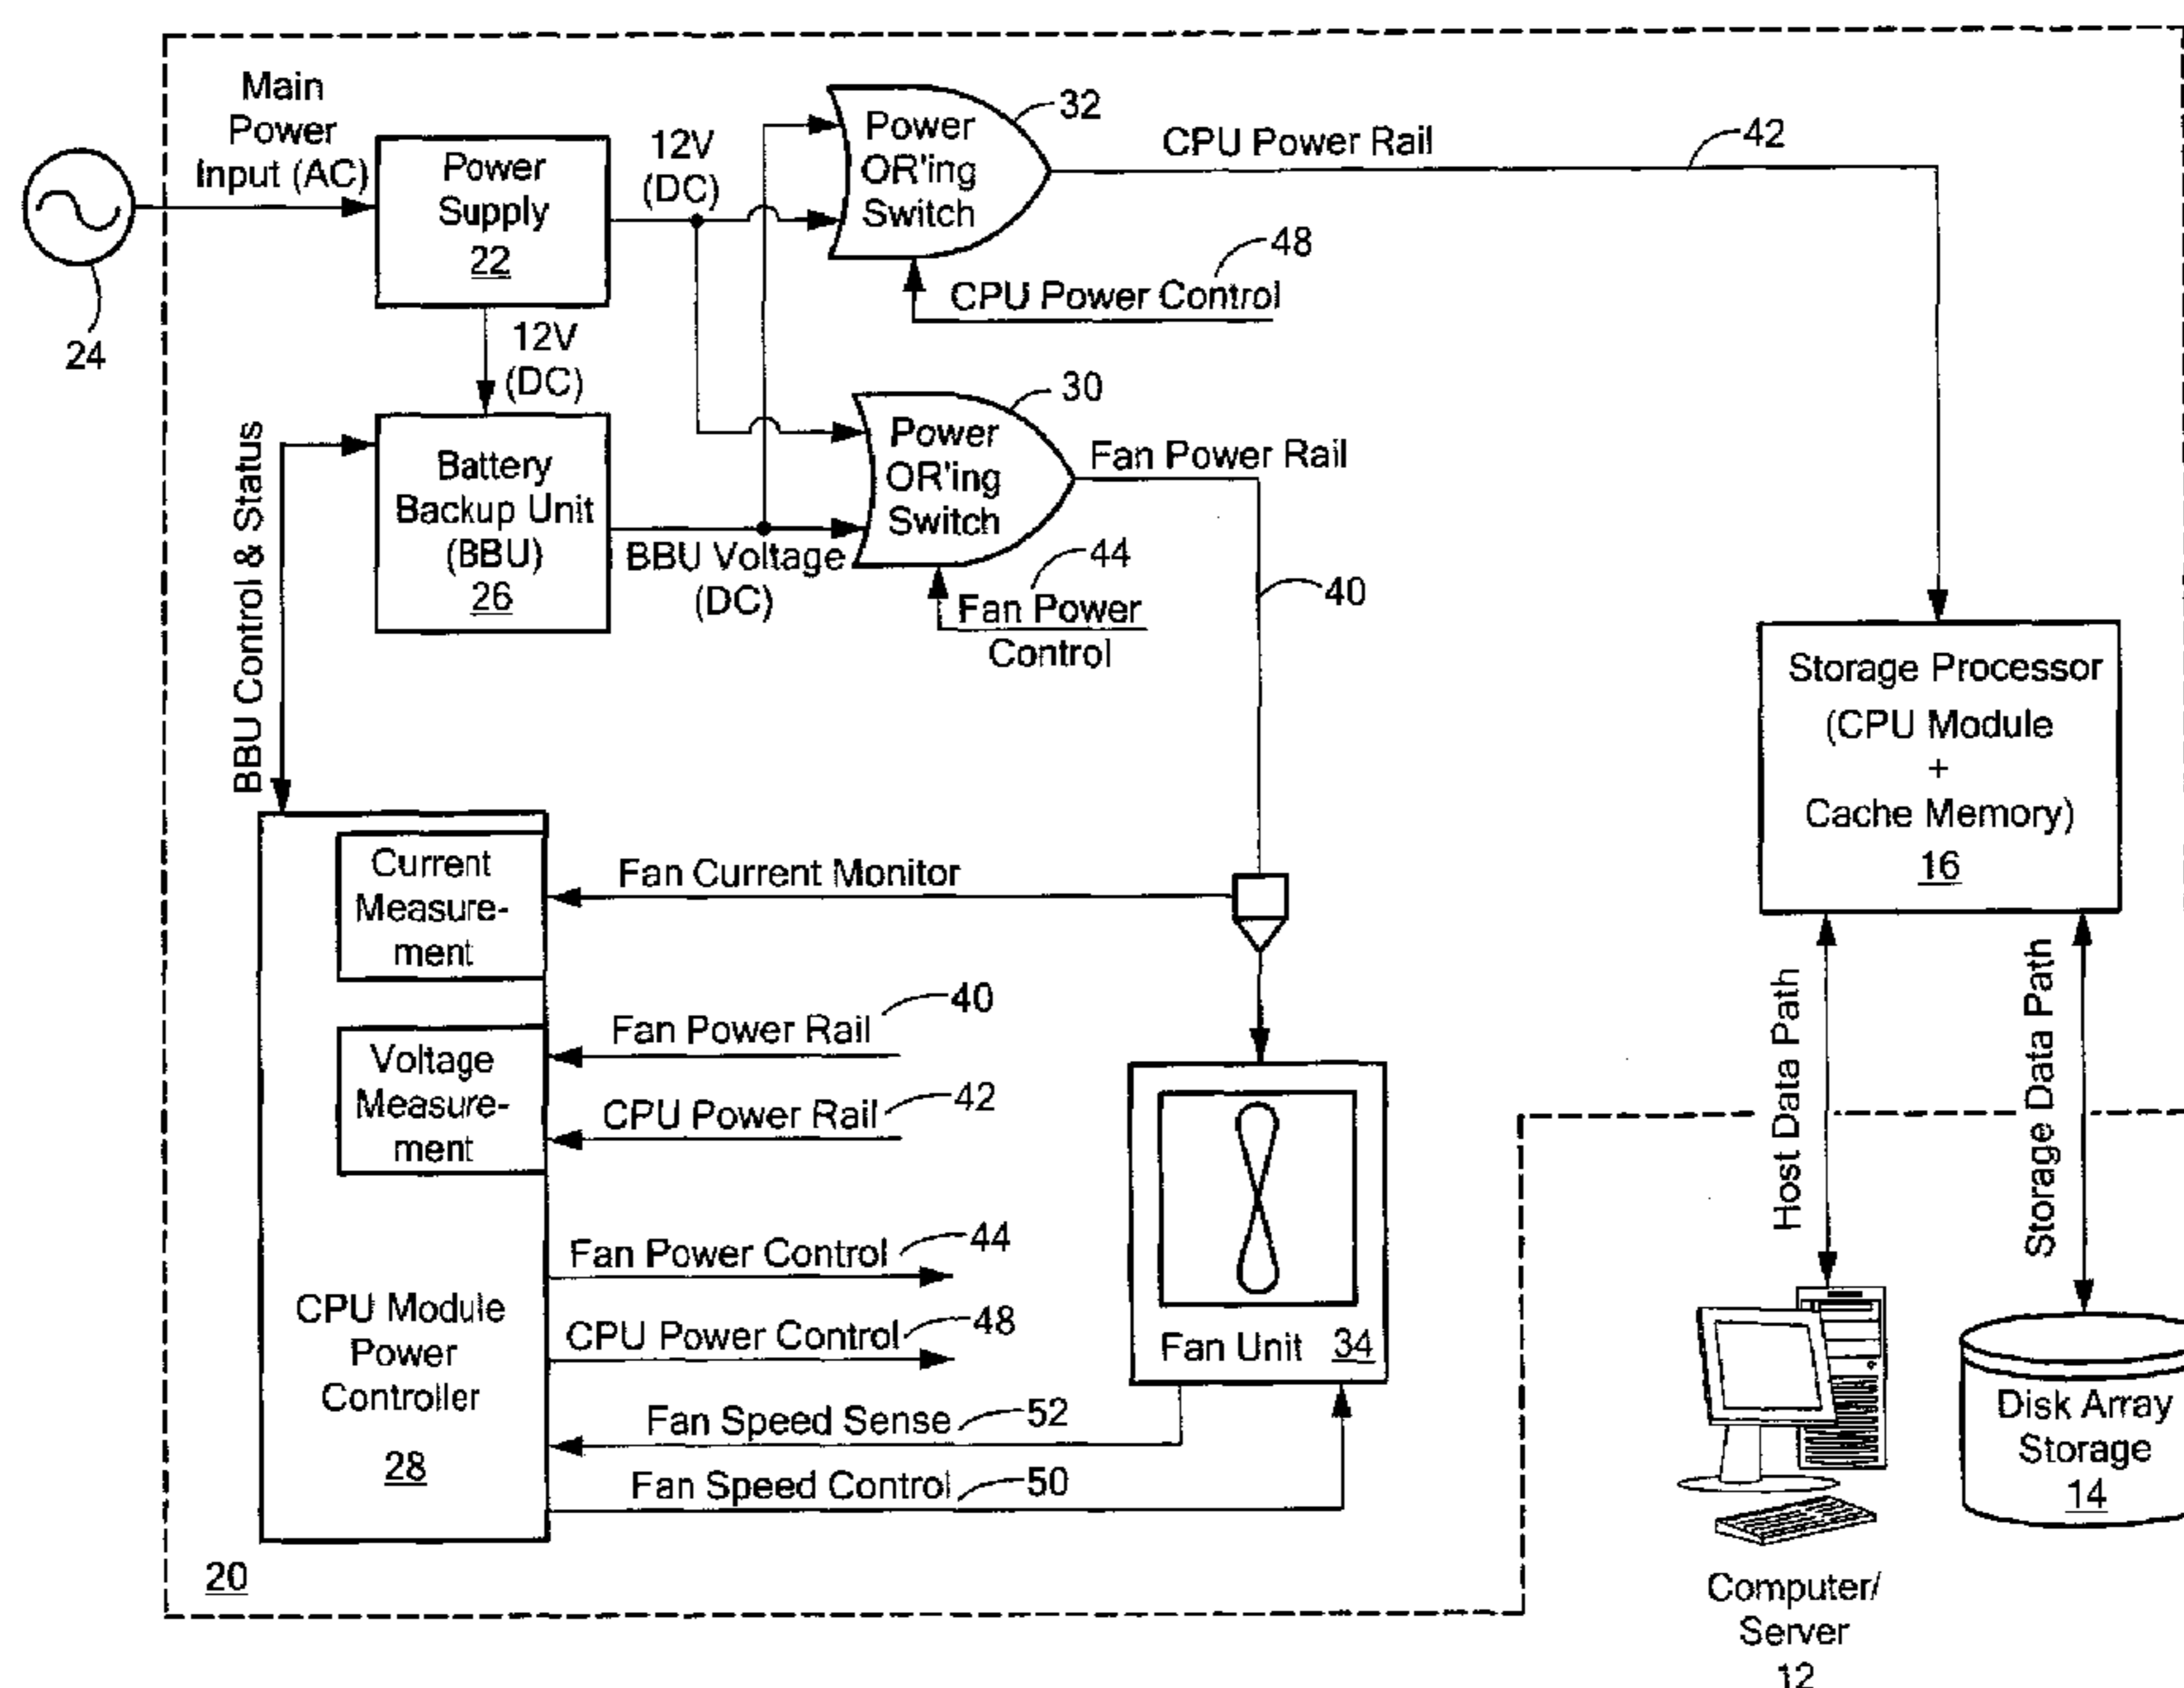 Main
Power
Input (AC)
24
Power
Supply
22
12V
(DC)
12V
(DC)
Power
OR'ing
Switch
32
CPU Power Rail
42
48
CPU Power Control
Battery
Backup Unit
(BBU)
26
BBU Voltage
(DC)
Power
OR'ing
Switch
30
Fan Power Rail
44
Fan Power
Control
40
BBU Control & Status
Storage Processor
(CPU Module
+
Cache Memory)
16
Current
Measure-
ment
Fan Current Monitor
Voltage
Measure-
ment
Fan Power Rail
40
CPU Power Rail
42
Fan Power Control
44
CPU Power Control
48
CPU Module
Power
Controller
28
Fan Speed Sense
52
Fan Speed Control
50
Fan Unit 34
Host Data Path
Storage Data Path
Disk Array
Storage
14
Computer/
Server
12
20